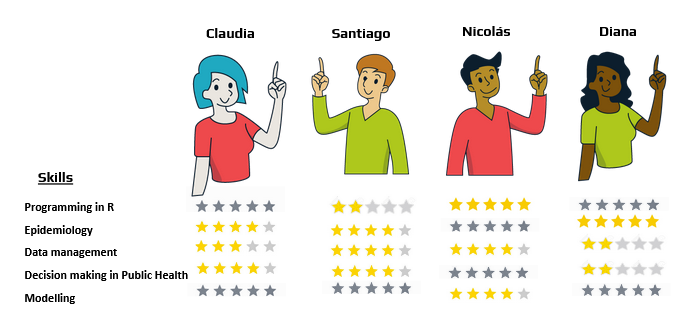 Claudia Santiago Nicolás Diana
Skills
Programming in R
Epidemiology
Data management
Decision making in Public Health
Modelling